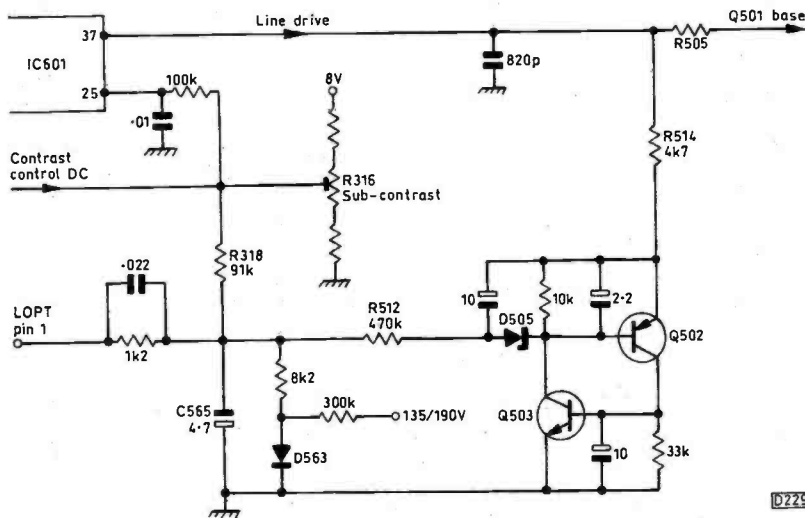 Line drive
Q501 base
37
IC601
820p
R505
100k
8V
25
·01
R514
4k7
Contrast
control DC
R316
Sub-contrast
·022
R318
91k
LOPT
pin 1
R512
470k
10
10k
2·2
D505
Q502
1k2
8k2
300k
135/190V
Q503
C565
4·7
D563
10
33k
D229